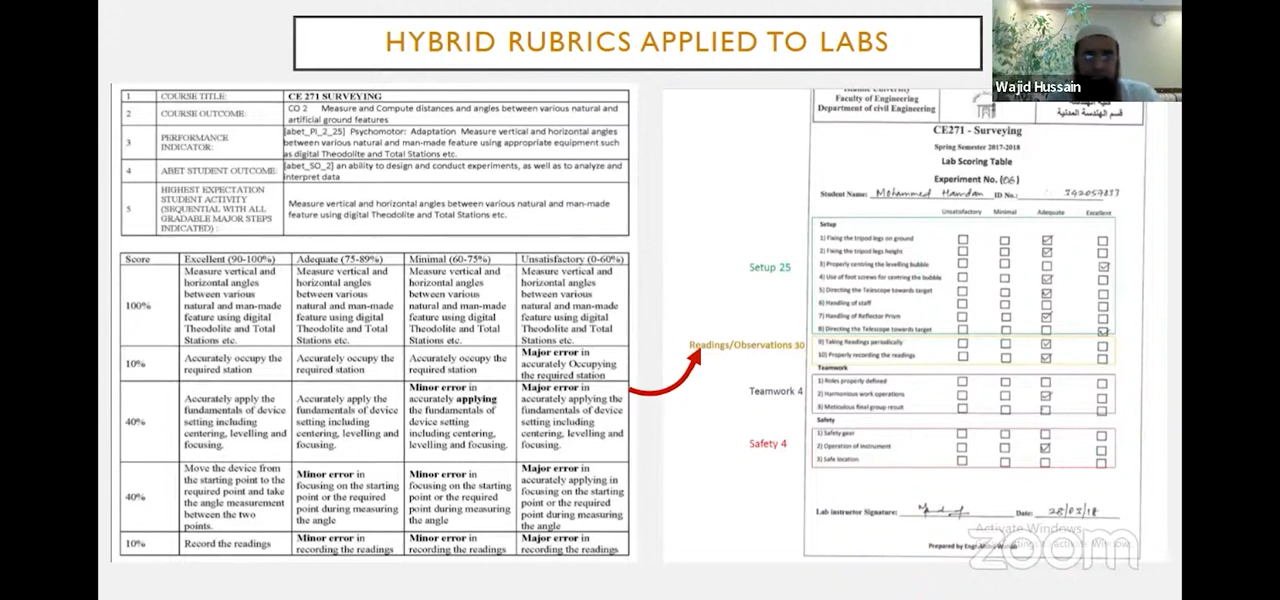 HYBRID RUBRICS APPLIED TO LABS
Wajid Hussain
1 COURSE TITLE: CE 271 SURVEYING
2 COURSE OUTCOME: CO 2 Measure and Compute distances and angles between various natural and
artificial ground features
3 PERFORMANCE INDICATOR: [abet_PI_2_25] Psychomotor: Adaptation Measure vertical and horizontal angles
between various natural and man-made feature using appropriate equipment such
as digital Theodolite and Total Stations etc.
4 ABET STUDENT OUTCOME: [abet_SO_2] an ability to design and conduct experiments, as well as to analyze and
interpret data
5 HIGHEST EXPECTATION
STUDENT ACTIVITY
(SEQUENTIAL WITH ALL
GRADABLE MAJOR STEPS
INDICATED) :
Measure vertical and horizontal angles between various natural and man-made
feature using digital Theodolite and Total Stations etc.
Score Excellent (90-100%) Adequate (75-89%) Minimal (60-75%) Unsatisfactory (0-60%)
100%
Measure vertical and
horizontal angles
between various
natural and man-made
feature using digital
Theodolite and Total
Stations etc.
Measure vertical and
horizontal angles
between various
natural and man-made
feature using digital
Theodolite and Total
Stations etc.
Measure vertical and
horizontal angles
between various
natural and man-made
feature using digital
Theodolite and Total
Stations etc.
Measure vertical and
horizontal angles
between various
natural and man-made
feature using digital
Theodolite and Total
Stations etc.
10%
Accurately occupy the
required station
Accurately occupy the
required station
Accurately occupy the
required station
Major error in
accurately Occupying
the required station
40%
Accurately apply the
fundamentals of device
setting including
centering, levelling and
focusing.
Accurately apply the
fundamentals of device
setting including
centering, levelling and
focusing.
Minor error in
accurately applying
the fundamentals of
device setting
including centering,
levelling and focusing.
Major error in
accurately applying the
fundamentals of device
setting including
centering, levelling and
focusing.
40%
Move the device from
the starting point to the
required point and take
the angle measurement
between the two
points.
Minor error in
focusing on the starting
point or the required
point during measuring
the angle
Minor error in
focusing on the starting
point or the required
point during measuring
the angle
Major error in
accurately applying in
focusing on the starting
point or the required
point during measuring
the angle
10%
Record the readings
Minor error in
recording the readings
Minor error in
recording the readings
Major error in
recording the readings
Faculty of Engineering
Department of civil Engineering
قسم الهندسة المدنية
CE271 - Surveying
Spring Semester 2017-2018
Lab Scoring Table
Experiment No. (06)
Student Name: Mohammed Hamdan ID No.:
Unsatisfactory Minimal Adequate Excellent
Setup 25
Setup
1) Fixing the tripod legs on ground
2) Fixing the tripod legs height
3) Properly centring the levelling bubble
4) Use of foot screws for centering the bubble
5) Directing the Telescope towards target
6) Handling of staff
7) Handling of Reflector Prism
8) Directing the Telescope towards target
Readings/Observations 30
9) Taking Readings periodically
10) Properly recording the readings
Teamwork 4
Teamwork
1) Roles properly defined
2) Harmonious work operations
3) Meticulous final group result
Safety 4
Safety
1) Safety gear
2) Operation of instrument
3) Safe location
Lab instructor Signature: Date: 28/03/18
Activate Windows
zoom
Prepared by Engr.